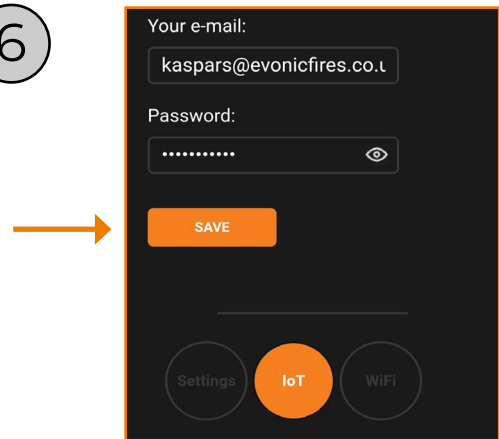 6
Your e-mail:
kaspars@evonicfires.co.u
Password:
•••••••••••
SAVE
Settings
IoT
WiFi